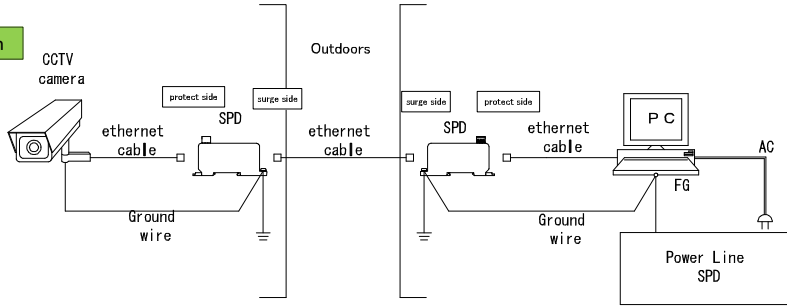 CCTV
camera
Outdoors
protect side
surge side
surge side
protect side
SPD
SPD
PC
ethernet
cable
ethernet
cable
ethernet
cable
AC
FG
Ground
wire
Ground
wire
Power Line
SPD